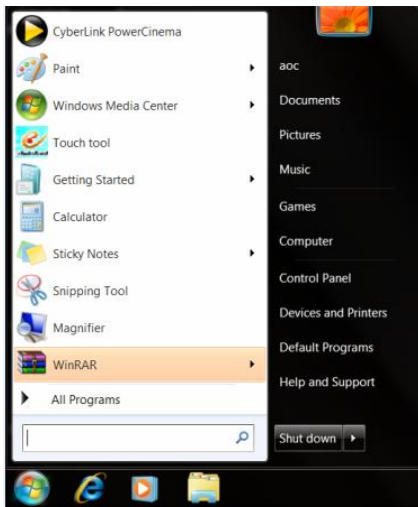 CyberLink PowerCinema
Paint
Windows Media Center
Touch tool
Getting Started
Calculator
Sticky Notes
Snipping Tool
Magnifier
WinRAR
All Programs
aoc
Documents
Pictures
Music
Games
Computer
Control Panel
Devices and Printers
Default Programs
Help and Support
Shut down